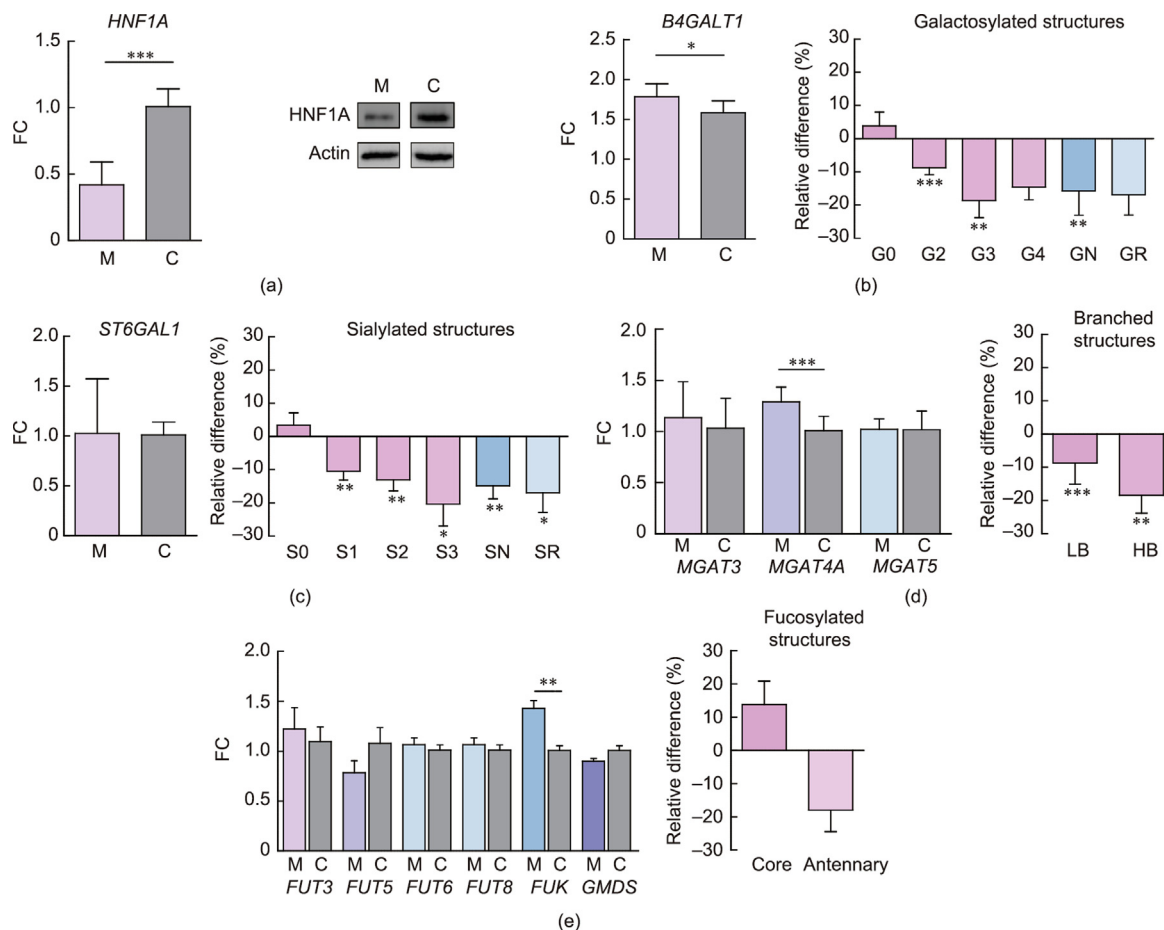 HNF1A
1.5
1.0
0.5
0
FC
***
M C
M C
HNF1A
Actin
(a)
B4GALT1
2.5
2.0
1.5
1.0
0.5
0
FC
*
M C
Galactosylated structures
30
20
10
0
–10
–20
–30
Relative difference (%)
*** ** **
G0 G2 G3 G4 GN GR
(b)
ST6GAL1
2.0
1.5
1.0
0.5
0
FC
M C
Sialylated structures
30
20
10
0
–10
–20
–30
Relative difference (%)
** ** * ** *
S0 S1 S2 S3 SN SR
(c)
2.0
1.5
1.0
0.5
0
FC
***
M C M C M C
MGAT3 MGAT4A MGAT5
Branched
structures
30
20
10
0
–10
–20
–30
Relative difference (%)
*** **
LB HB
(d)
2.0
1.5
1.0
0.5
0
FC
**
M C M C M C M C M C M C
FUT3 FUT5 FUT6 FUT8 FUK GMDS
Fucosylated
structures
30
20
10
0
–10
–20
–30
Relative difference (%)
Core Antennary
(e)